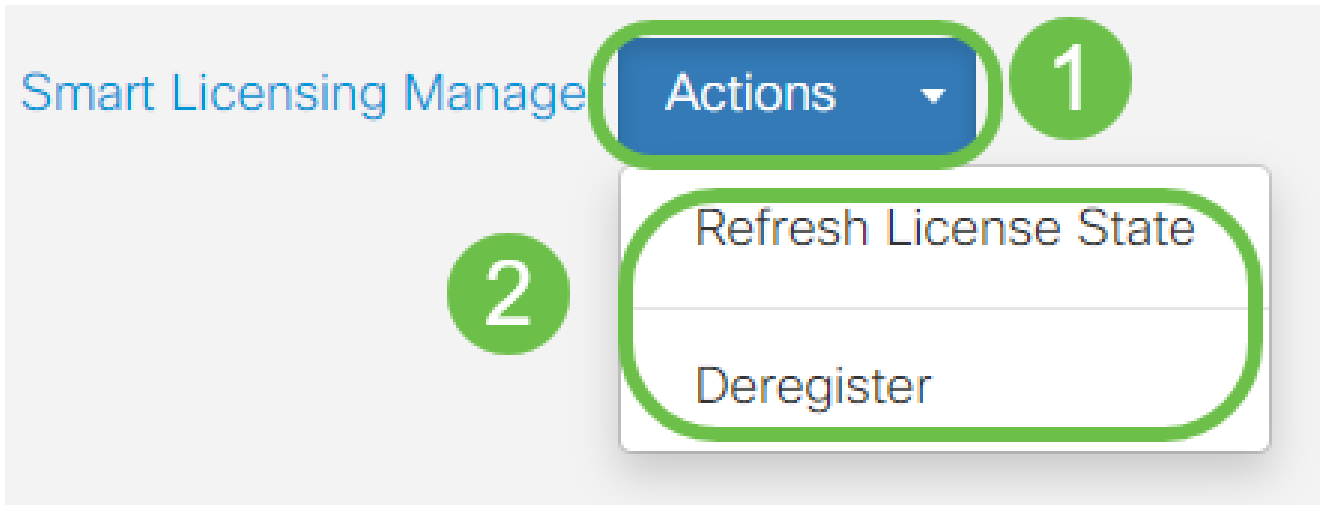 Smart Licensing Manage
Actions
1
Refresh License State
2
Deregister